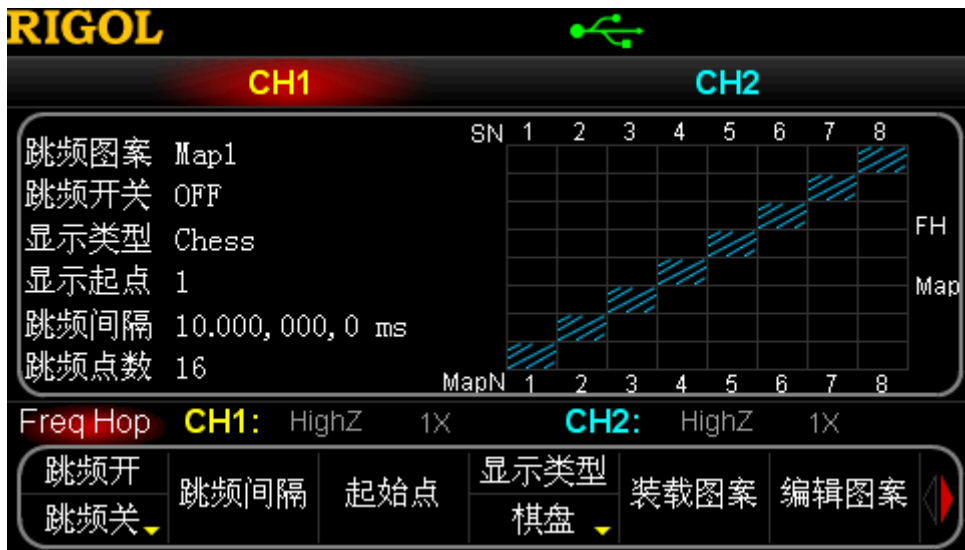 RIGOL
CH1 CH2
跳频图案 Map1
跳频开关 OFF
显示类型 Chess
显示起点 1
跳频间隔 10.000,000,0 ms
跳频点数 16
SN 1 2 3 4 5 6 7 8
FH
Map
MapN 1 2 3 4 5 6 7 8
Freq Hop CH1: HighZ 1X CH2: HighZ 1X
跳频开
跳频关
跳频间隔
起始点
显示类型
棋盘
装载图案
编辑图案